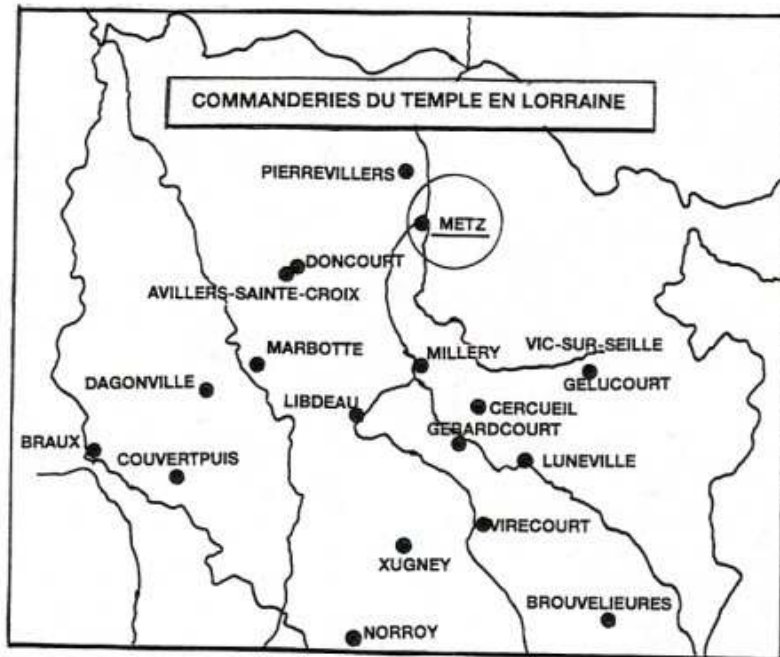 COMMANDERIES DU TEMPLE EN LORRAINE
PIERREVILLERS
METZ
DONCOURT
AVILLERS-SAINTE-CROIX
MARBOTTE
MILLERY
VIC-SUR-SEILLE
GELUCOURT
DAGONVILLE
LIBDEAU
CERCUEIL
GERARDCOURT
BRAUX
COUVERTPUIS
LUNEVILLE
VIRECOURT
XUGNEY
BROUVELIEURES
NORROY